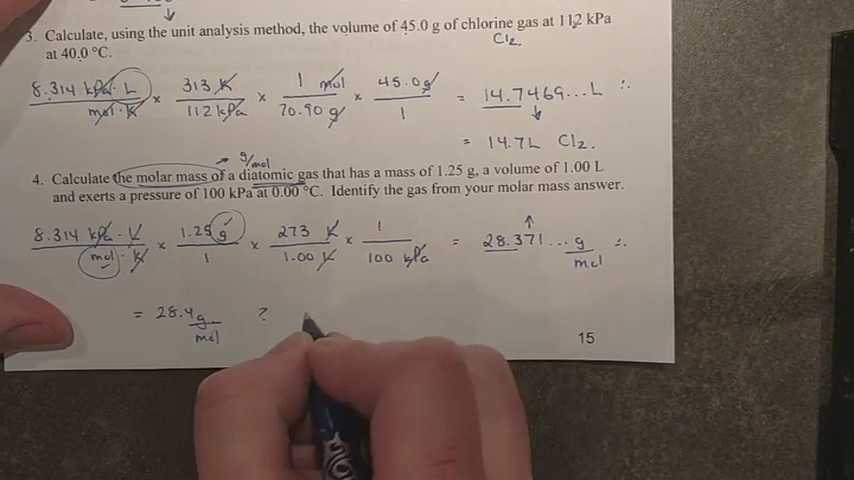 3. Calculate, using the unit analysis method, the volume of 45.0 g of chlorine gas at 112 kPa
Cl2
at 40.0 °C.
8.314 kPa · L / mol · K × 313 K / 112 kPa × 1 mol / 70.90 g × 45.0 g / 1 = 14.7469... L ∴
= 14.7 L Cl2.
→ g/mol
4. Calculate the molar mass of a diatomic gas that has a mass of 1.25 g, a volume of 1.00 L
and exerts a pressure of 100 kPa at 0.00 °C. Identify the gas from your molar mass answer.
8.314 kPa · L / mol · K × 1.25 g / 1 × 273 K / 1.00 L × 1 / 100 kPa = 28.371... g / mol ∴
= 28.4 g / mol ?
15